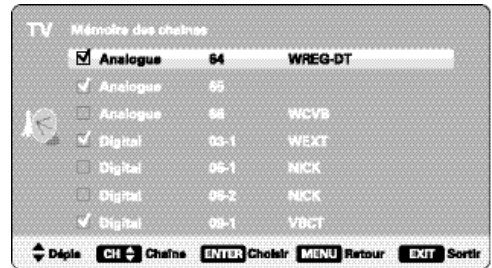 TV Mémoire des chaînes
Analogue 64 WREG-DT
Analogue 65
Analogue 66 WCVB
Digital 03-1 WEXT
Digital 06-1 NICK
Digital 06-2 NICK
Digital 09-1 VBCT
Dépla CH Chaîne ENTER Choisir MENU Retour EXIT Sortir